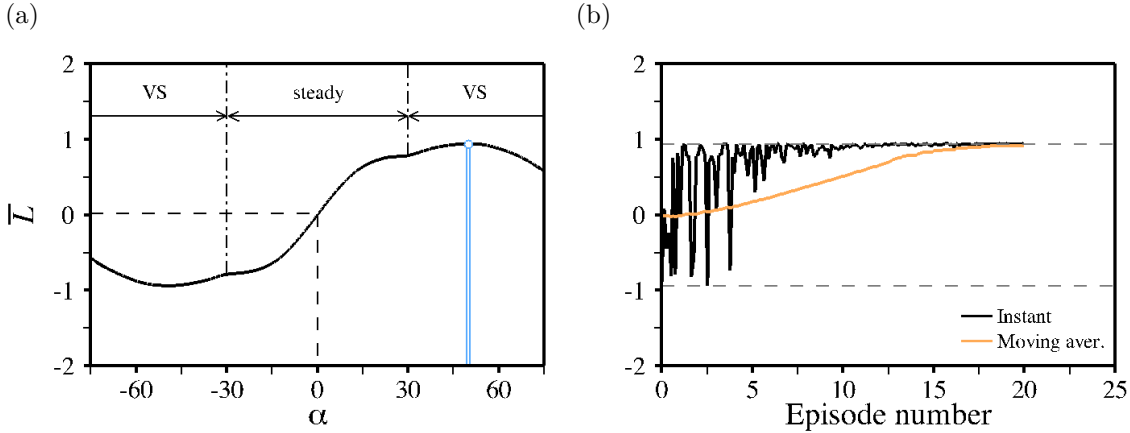 (a)
2
1
0
-1
-2
L̅
VS
steady
VS
-60
-30
0
30
60
α
(b)
2
1
0
-1
-2
Instant
Moving aver.
0
5
10
15
20
25
Episode number